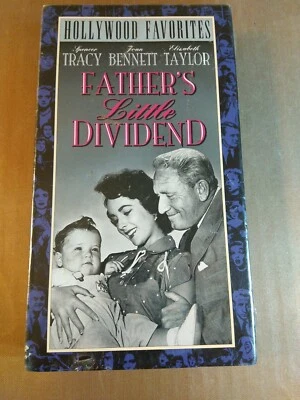 HOLLYWOOD FAVORITES
Spencer Joan Elizabeth
TRACY BENNETT TAYLOR
FATHER'S
Little
DIVIDEND